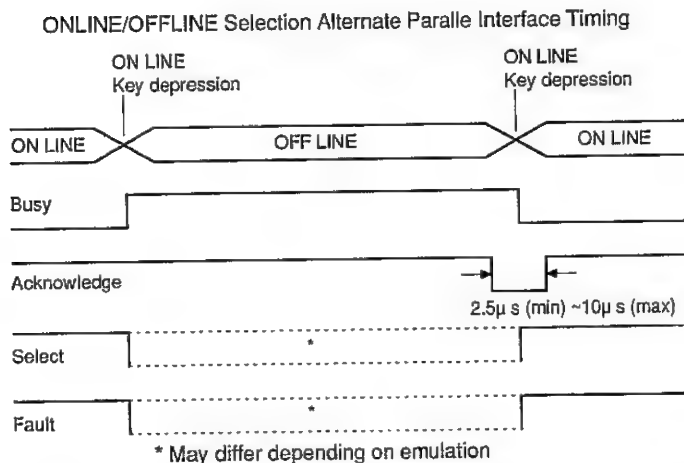 ONLINE/OFFLINE Selection Alternate Paralle Interface Timing
ON LINE
Key depression
ON LINE
Key depression
ON LINE
OFF LINE
ON LINE
Busy
Acknowledge
2.5µ s (min) ~10µ s (max)
Select
*
Fault
*
* May differ depending on emulation